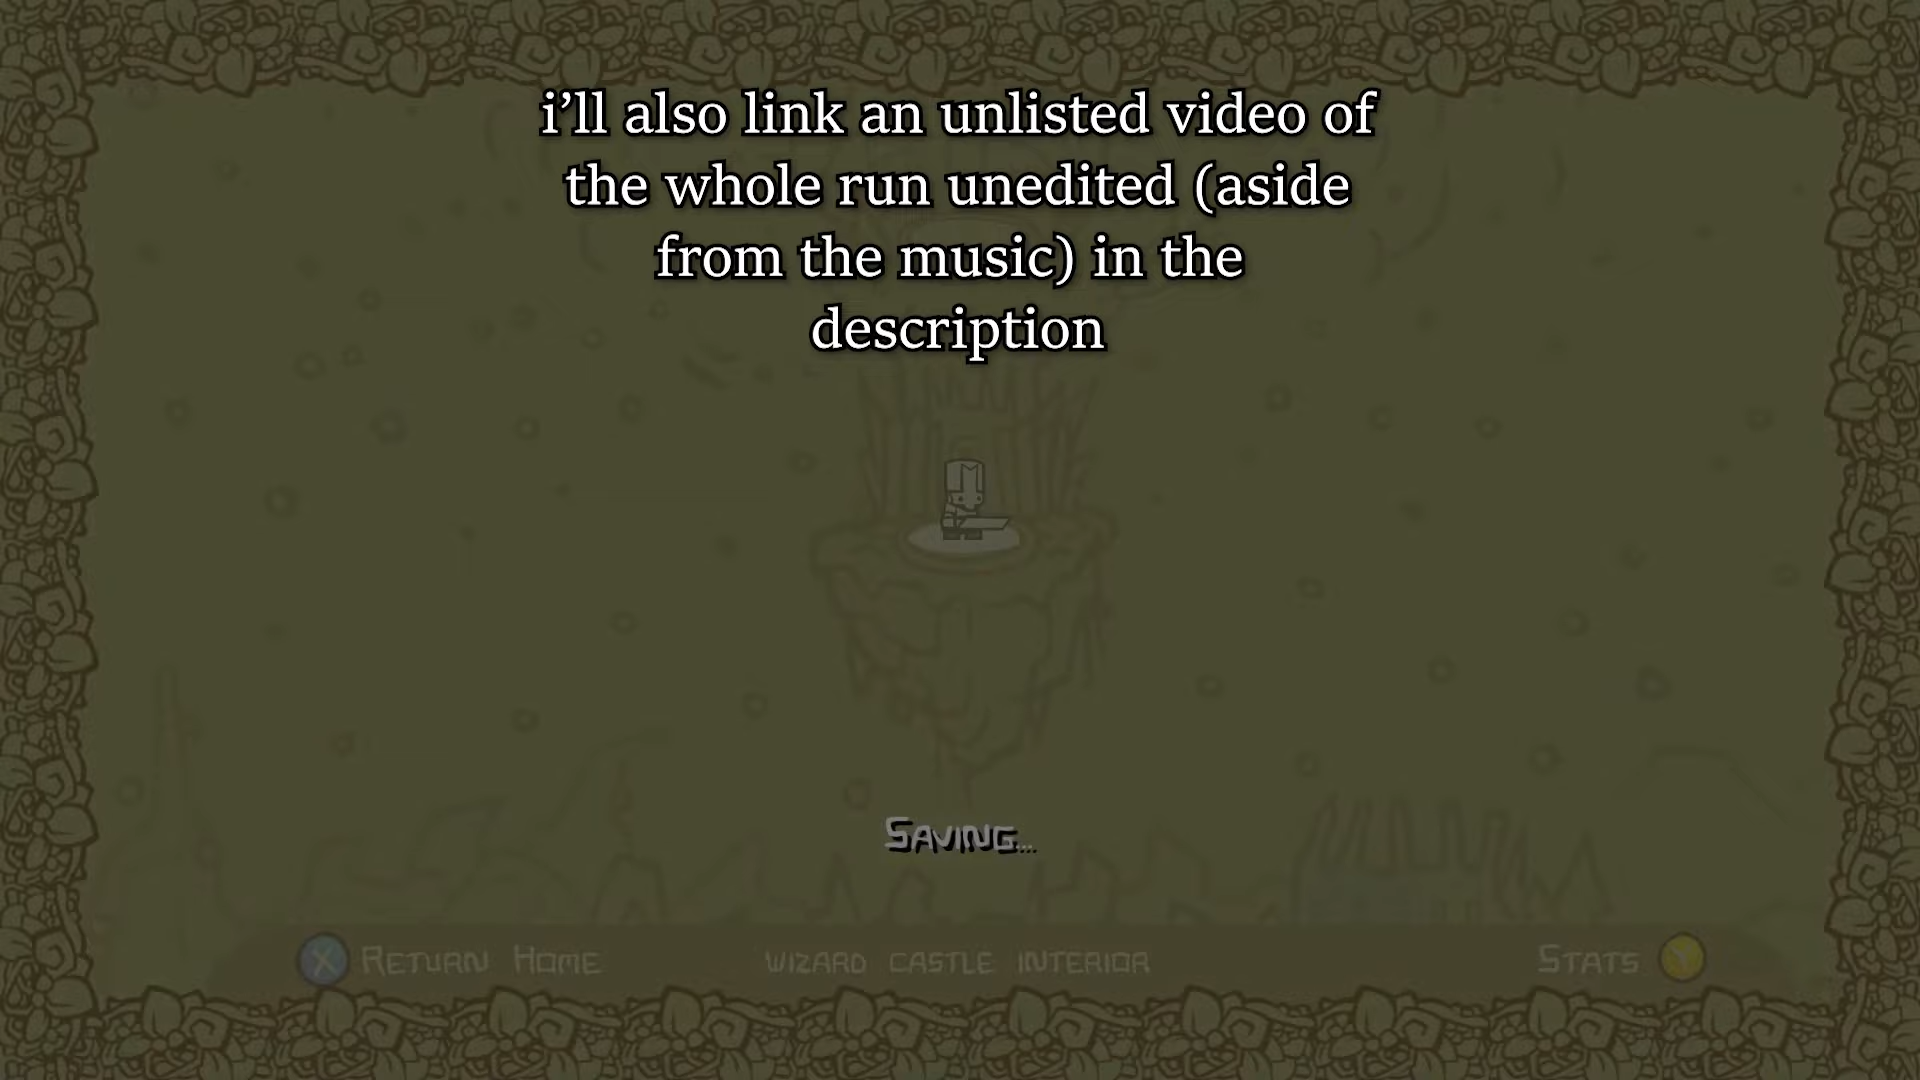 i’ll also link an unlisted video of
the whole run unedited (aside
from the music) in the
description
Saving...
X Return Home
Wizard Castle Interior
Stats Y